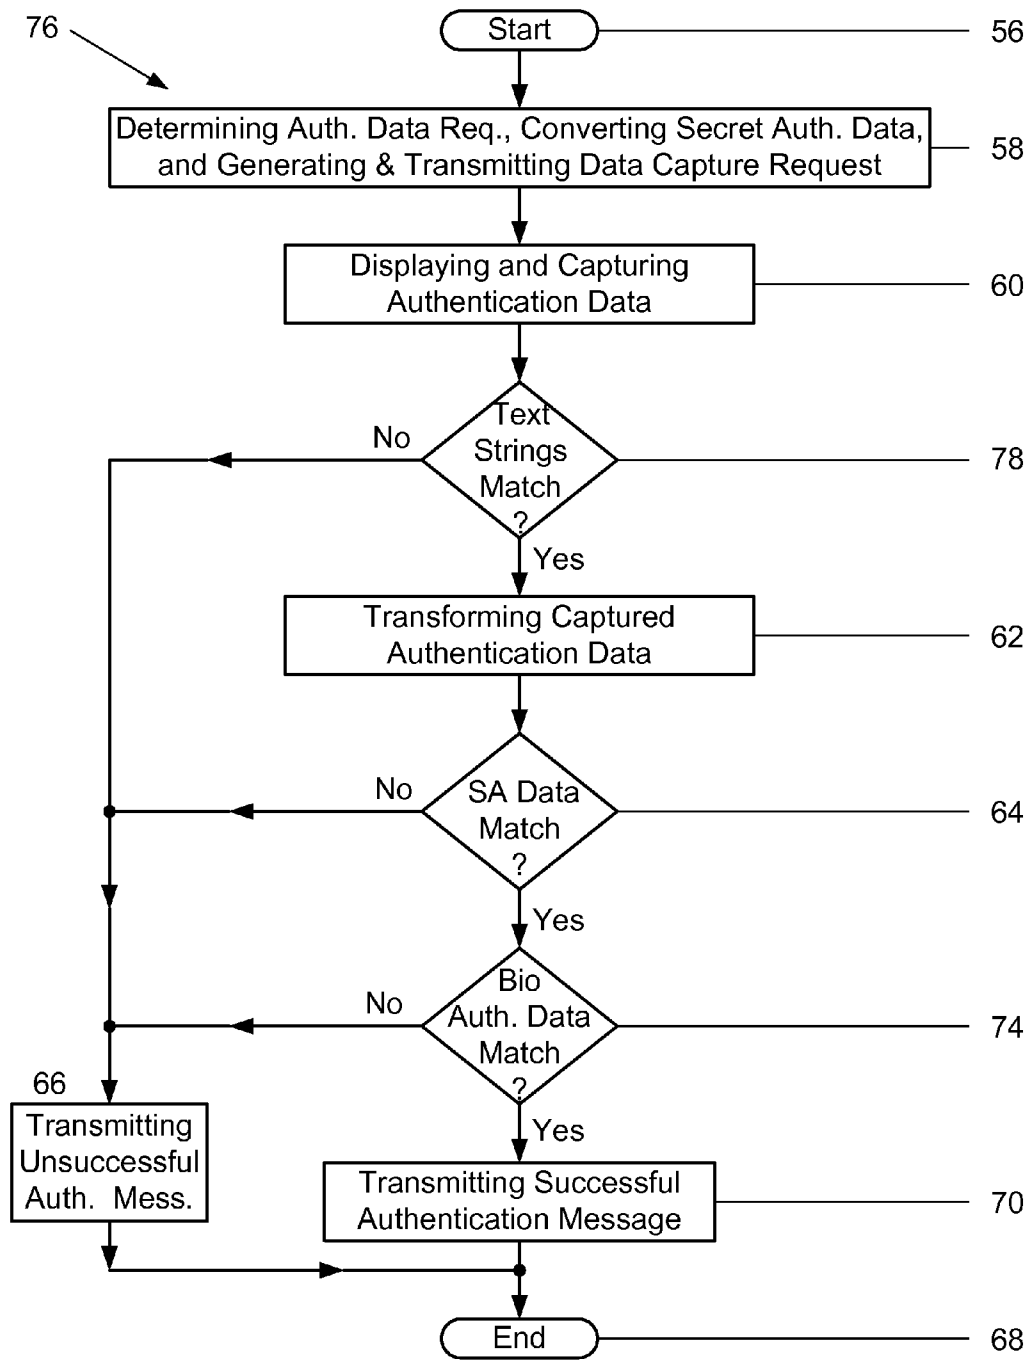 76
Start
56
Determining Auth. Data Req., Converting Secret Auth. Data,
and Generating & Transmitting Data Capture Request
58
Displaying and Capturing
Authentication Data
60
Text
Strings
Match
?
No
78
Yes
Transforming Captured
Authentication Data
62
No
SA Data
Match
?
64
Yes
No
Bio
Auth. Data
Match
?
74
66
Yes
Transmitting
Unsuccessful
Auth. Mess.
Transmitting Successful
Authentication Message
70
End
68